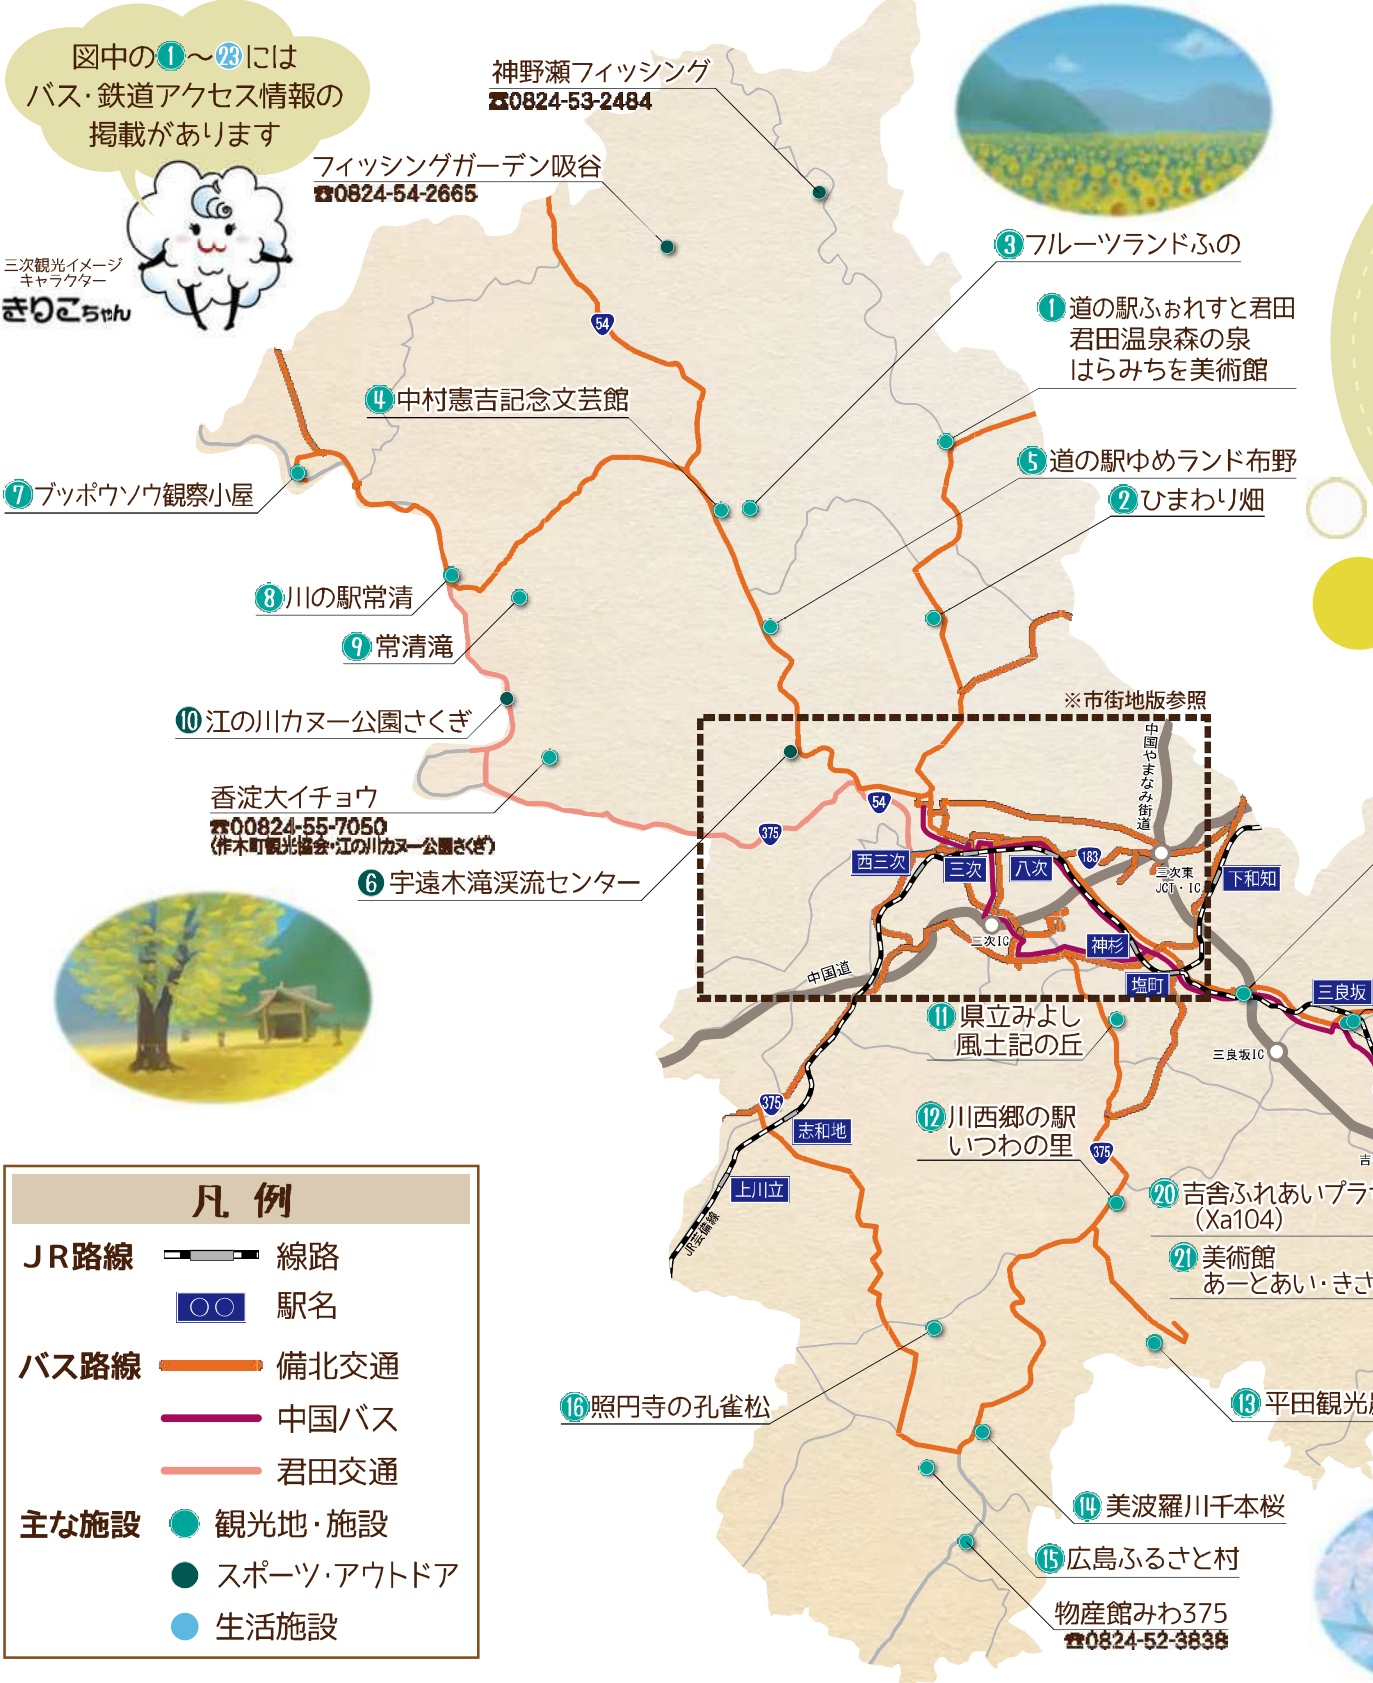 図中の1～23には
バス・鉄道アクセス情報の
掲載があります
三次観光イメージ
キャラクター
きりこちゃん
神野瀬フィッシング
☎0824-53-2484
フィッシングガーデン吸谷
☎0824-54-2665
3 フルーツランドふの
1 道の駅ふぉれすと君田
君田温泉森の泉
はらみちを美術館
54
4 中村憲吉記念文芸館
5 道の駅ゆめランド布野
2 ひまわり畑
7 ブッポウソウ観察小屋
8 川の駅常清
9 常清滝
10 江の川カヌー公園さくぎ
香淀大イチョウ
☎00824-55-7050
(作木町観光協会・江の川カヌー公園さくぎ)
6 宇遠木滝渓流センター
※市街地版参照
中国やまなみ街道
54
375
183
西三次
三次
八次
三次東
JCT・IC
下和知
三次IC
神杉
塩町
中国道
三良坂
三良坂IC
11 県立みよし
風土記の丘
375
志和地
12 川西郷の駅
いつわの里
375
吉
上川立
JR芸備線
20 吉舎ふれあいプラ
(Xa104)
21 美術館
あーとあい・きさ
16 照円寺の孔雀松
13 平田観光
14 美波羅川千本桜
15 広島ふるさと村
物産館みわ375
☎0824-52-3838
凡例
JR路線 線路
○○ 駅名
バス路線 備北交通
中国バス
君田交通
主な施設 観光地・施設
スポーツ・アウトドア
生活施設